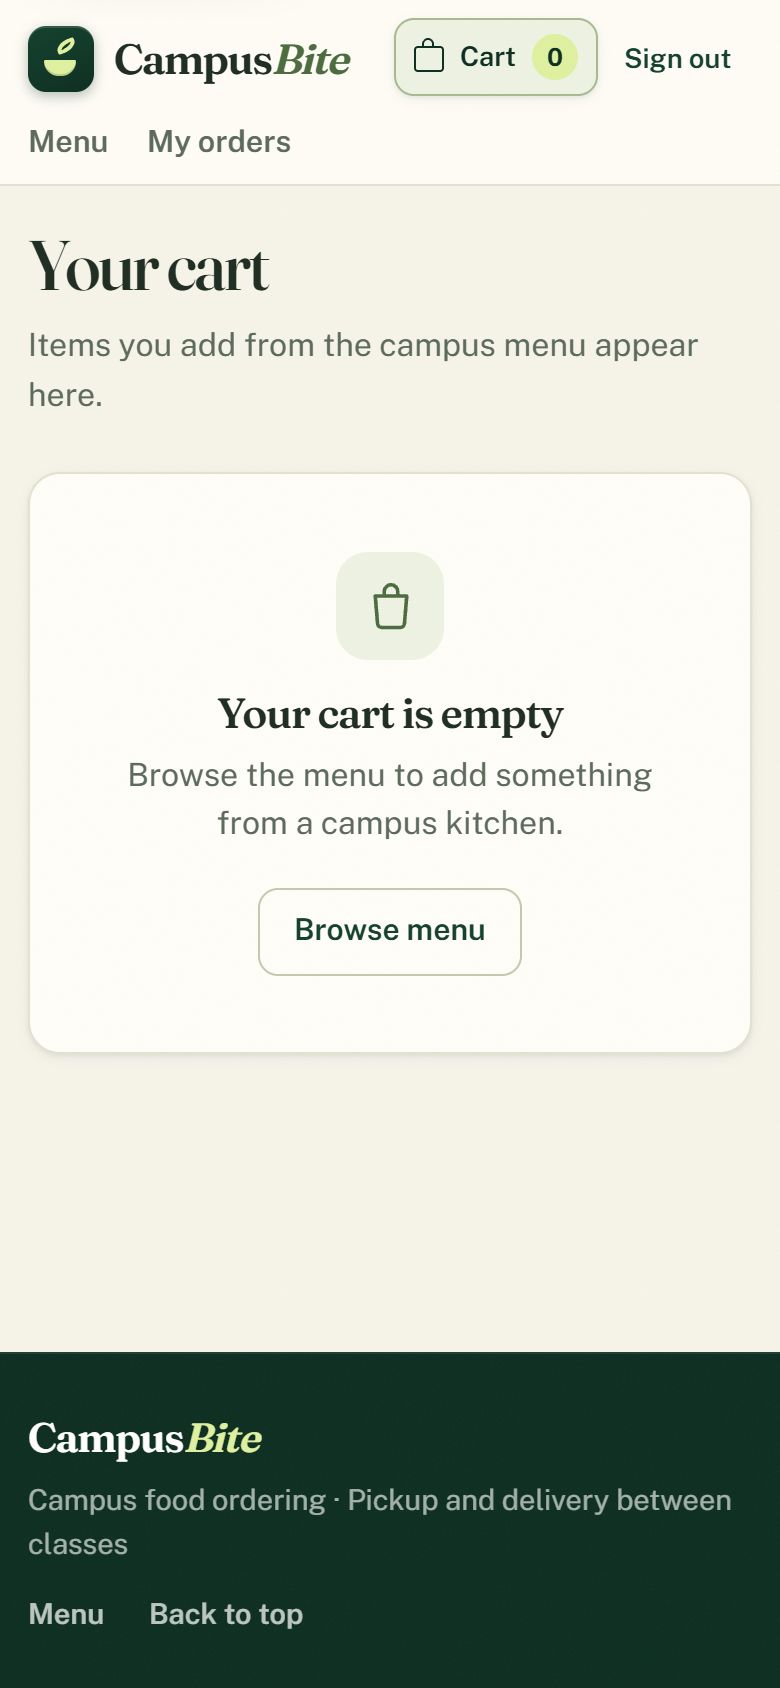 CampusBite
Cart 0
Sign out
Menu My orders
Your cart
Items you add from the campus menu appear
here.
Your cart is empty
Browse the menu to add something
from a campus kitchen.
Browse menu
CampusBite
Campus food ordering · Pickup and delivery between
classes
Menu Back to top